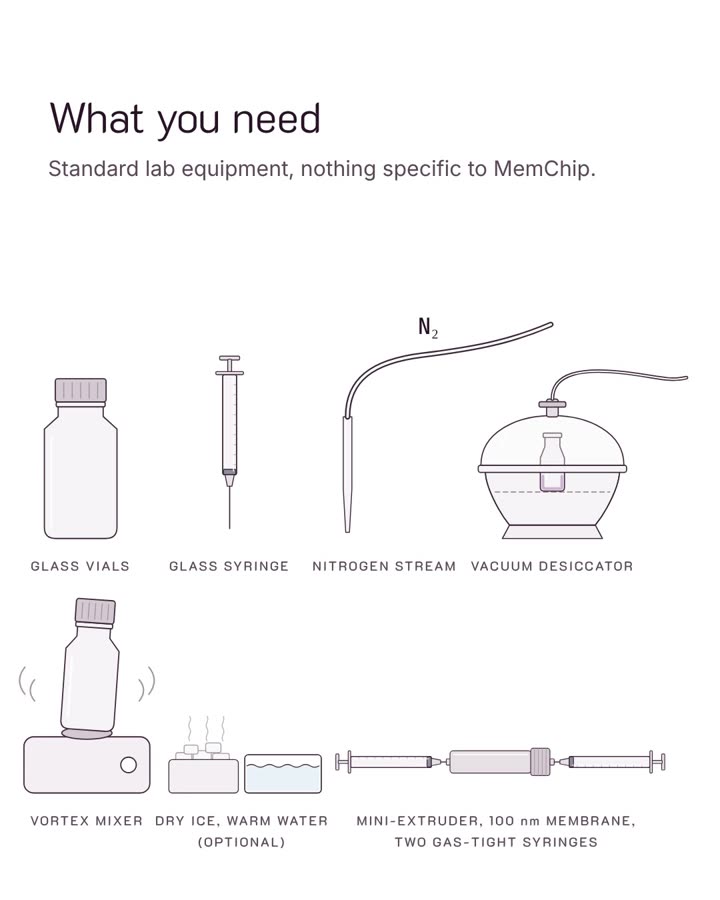 What you need
Standard lab equipment, nothing specific to MemChip.
N₂
GLASS VIALS
GLASS SYRINGE
NITROGEN STREAM
VACUUM DESICCATOR
VORTEX MIXER
DRY ICE, WARM WATER
(OPTIONAL)
MINI-EXTRUDER, 100 nm MEMBRANE,
TWO GAS-TIGHT SYRINGES